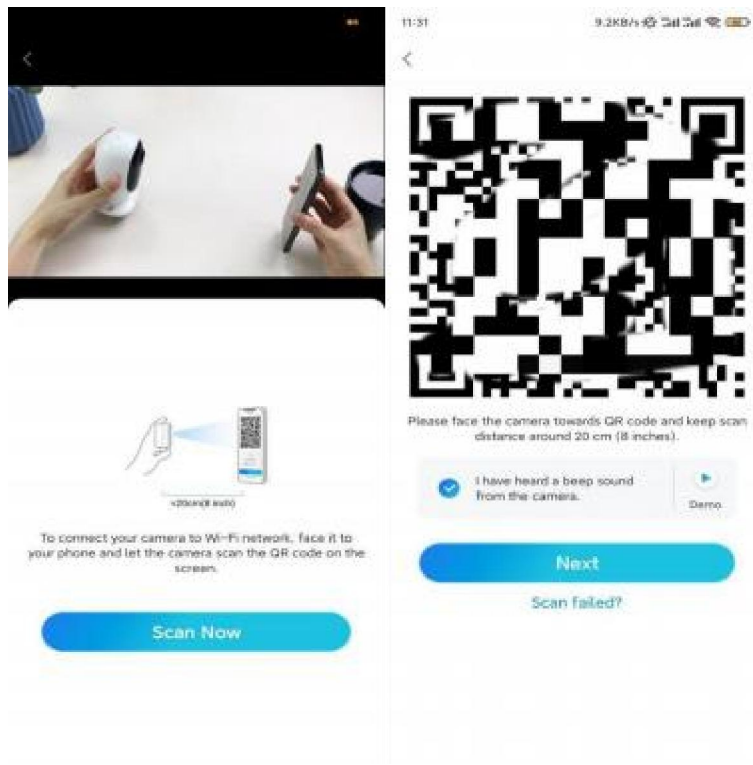 <20cm(8 inch)
To connect your camera to Wi-Fi network, face it to
your phone and let the camera scan the QR code on the
screen.
Scan Now
11:31
9.2KB/s
Please face the camera towards QR code and keep scan
distance around 20 cm (8 inches).
I have heard a beep sound
from the camera.
Demo
Next
Scan failed?